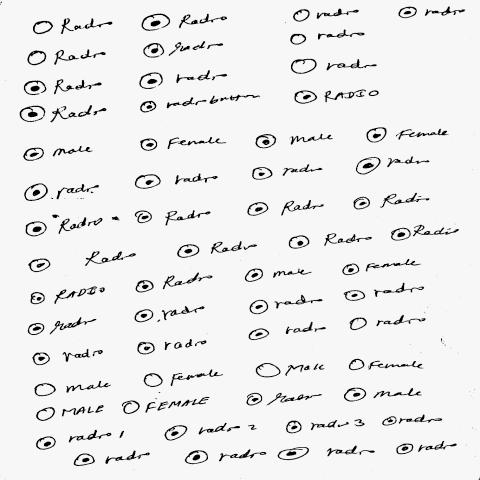 Radio Radio radio radio
Radio Radio radio
Radio radio radio
Radio radio button RADIO
male Female male Female
radio radio radio radio
"Radio" Radio Radio Radio
Radio Radio Radio Radio
RADIO Radio male Female
Radio radio radio radio
radio radio radio radio
male Female Male Female
MALE FEMALE male
radio 1 radio 2 radio 3 radio
radio radio radio radio